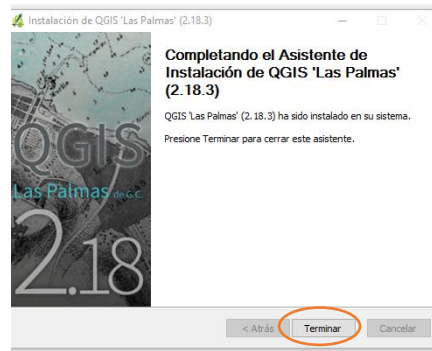 Instalación de QGIS 'Las Palmas' (2.18.3)
Completando el Asistente de
Instalación de QGIS 'Las Palmas'
(2.18.3)
QGIS 'Las Palmas' (2.18.3) ha sido instalado en su sistema.
Presione Terminar para cerrar este asistente.
QGIS
Las Palmas de G.C.
2.18
< Atrás
Terminar
Cancelar